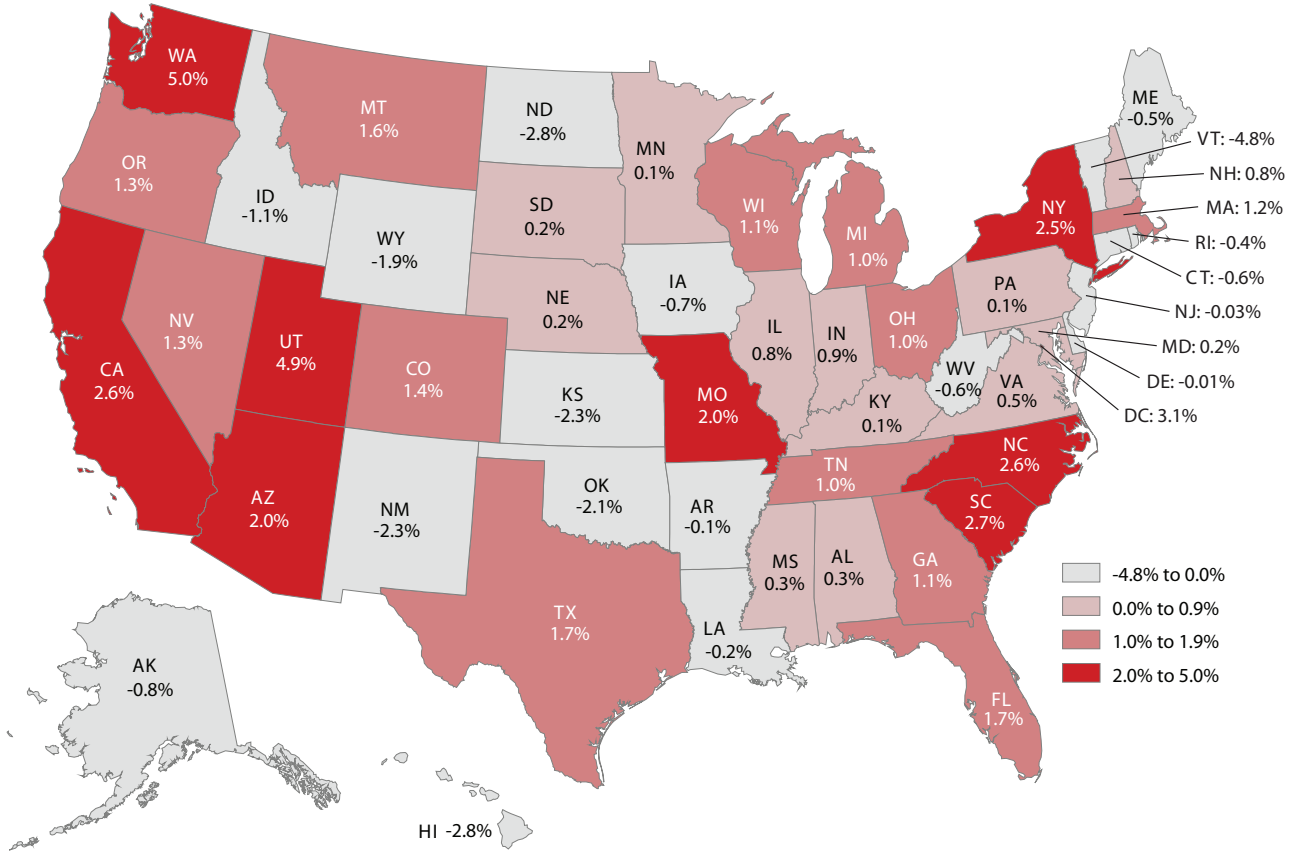 WA
5.0%
MT
1.6%
ND
-2.8%
MN
0.1%
ME
-0.5%
VT: -4.8%
NH: 0.8%
MA: 1.2%
RI: -0.4%
CT: -0.6%
NJ: -0.03%
MD: 0.2%
DE: -0.01%
DC: 3.1%
OR
1.3%
ID
-1.1%
WY
-1.9%
SD
0.2%
WI
1.1%
MI
1.0%
NY
2.5%
NV
1.3%
UT
4.9%
CO
1.4%
NE
0.2%
IA
-0.7%
IL
0.8%
IN
0.9%
OH
1.0%
PA
0.1%
CA
2.6%
KS
-2.3%
MO
2.0%
KY
0.1%
WV
-0.6%
VA
0.5%
AZ
2.0%
NM
-2.3%
OK
-2.1%
AR
-0.1%
TN
1.0%
NC
2.6%
SC
2.7%
TX
1.7%
LA
-0.2%
MS
0.3%
AL
0.3%
GA
1.1%
FL
1.7%
AK
-0.8%
HI -2.8%
-4.8% to 0.0%
0.0% to 0.9%
1.0% to 1.9%
2.0% to 5.0%